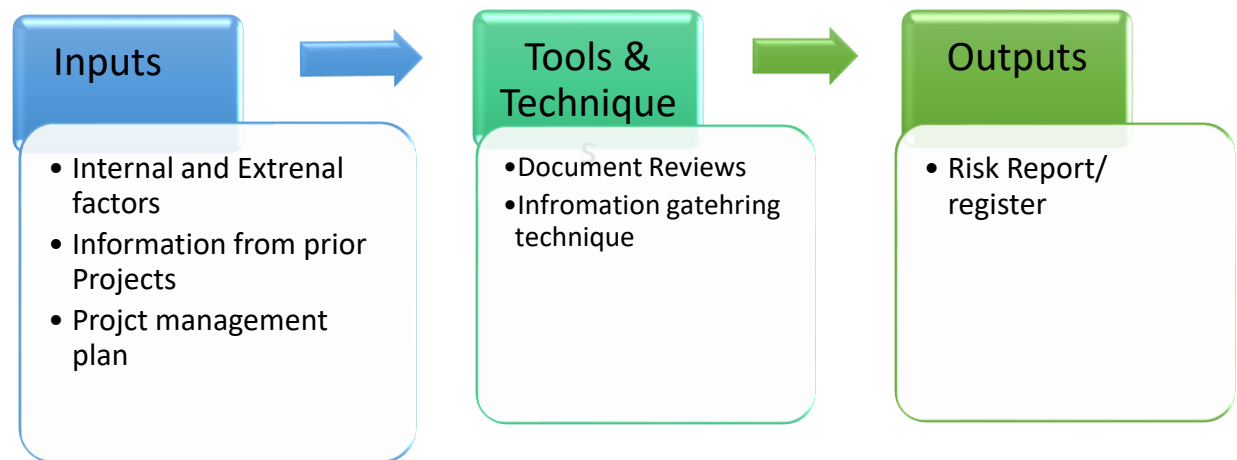 Inputs
• Internal and Extrenal
factors
• Information from prior
Projects
• Projct management
plan
Tools &
Technique
s
•Document Reviews
•Infromation gatehring
technique
Outputs
• Risk Report/
register